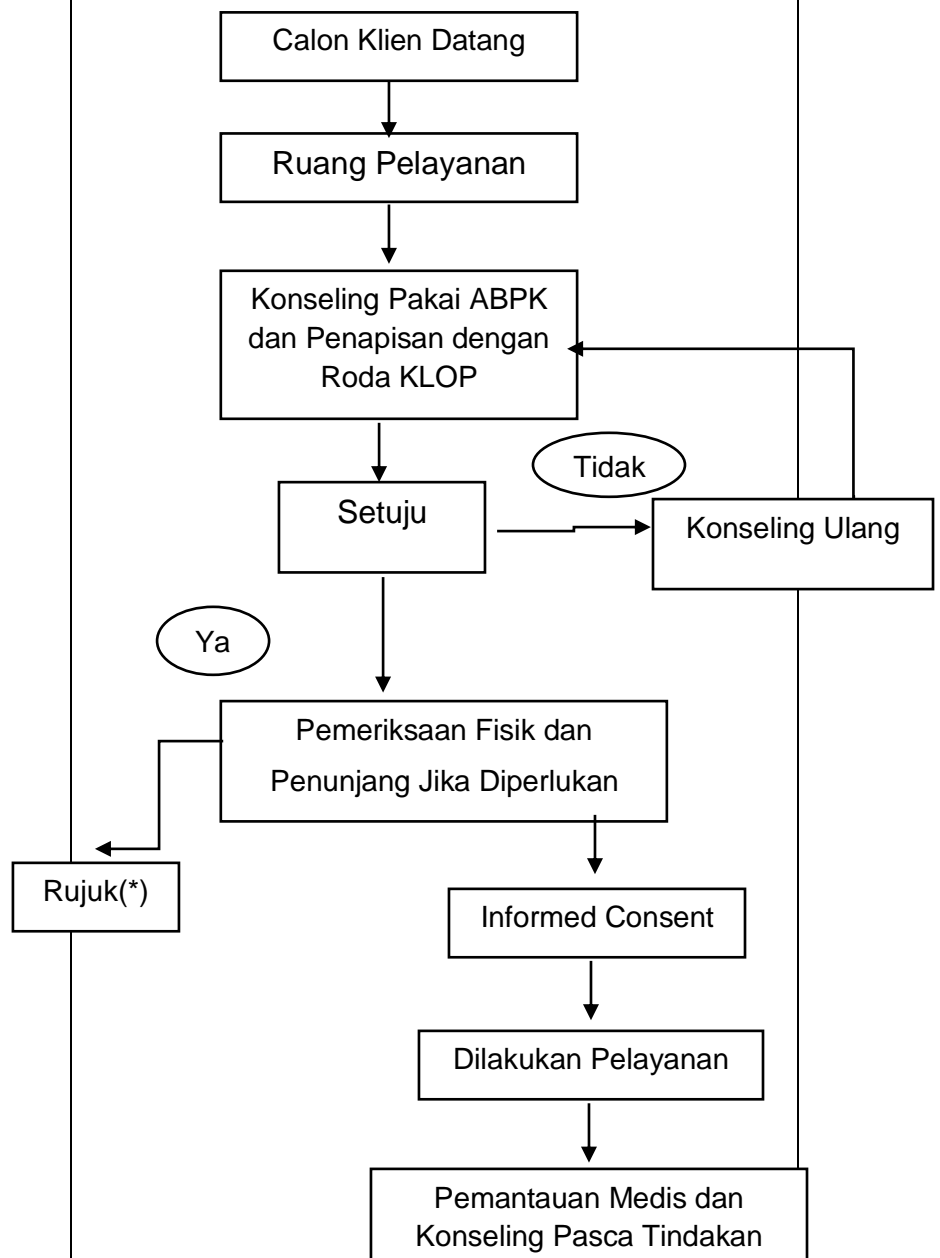 Calon Klien Datang
Ruang Pelayanan
Konseling Pakai ABPK
dan Penapisan dengan
Roda KLOP
Tidak
Setuju
Konseling Ulang
Ya
Pemeriksaan Fisik dan
Penunjang Jika Diperlukan
Rujuk(*)
Informed Consent
Dilakukan Pelayanan
Pemantauan Medis dan
Konseling Pasca Tindakan